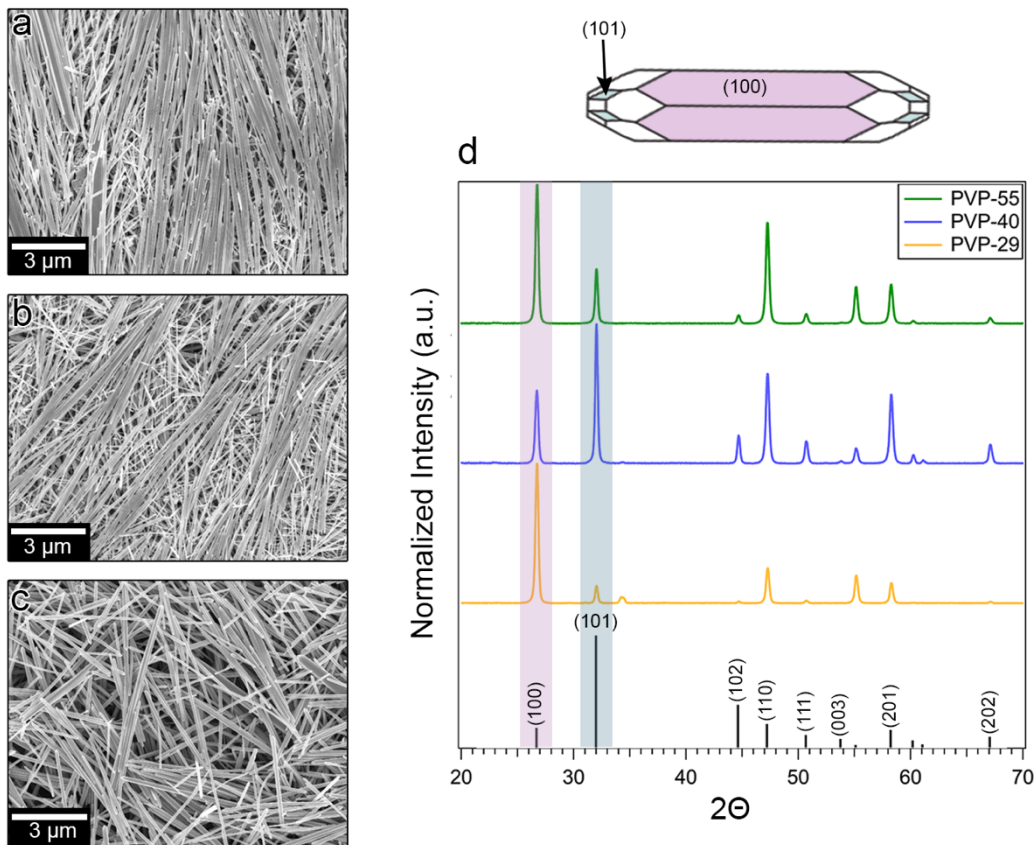 a
3 µm
b
3 µm
c
3 µm
(101)
(100)
d
PVP-55
PVP-40
PVP-29
Normalized Intensity (a.u.)
(100)
(101)
(102)
(110)
(111)
(003)
(201)
(202)
20 30 40 50 60 70
2Θ